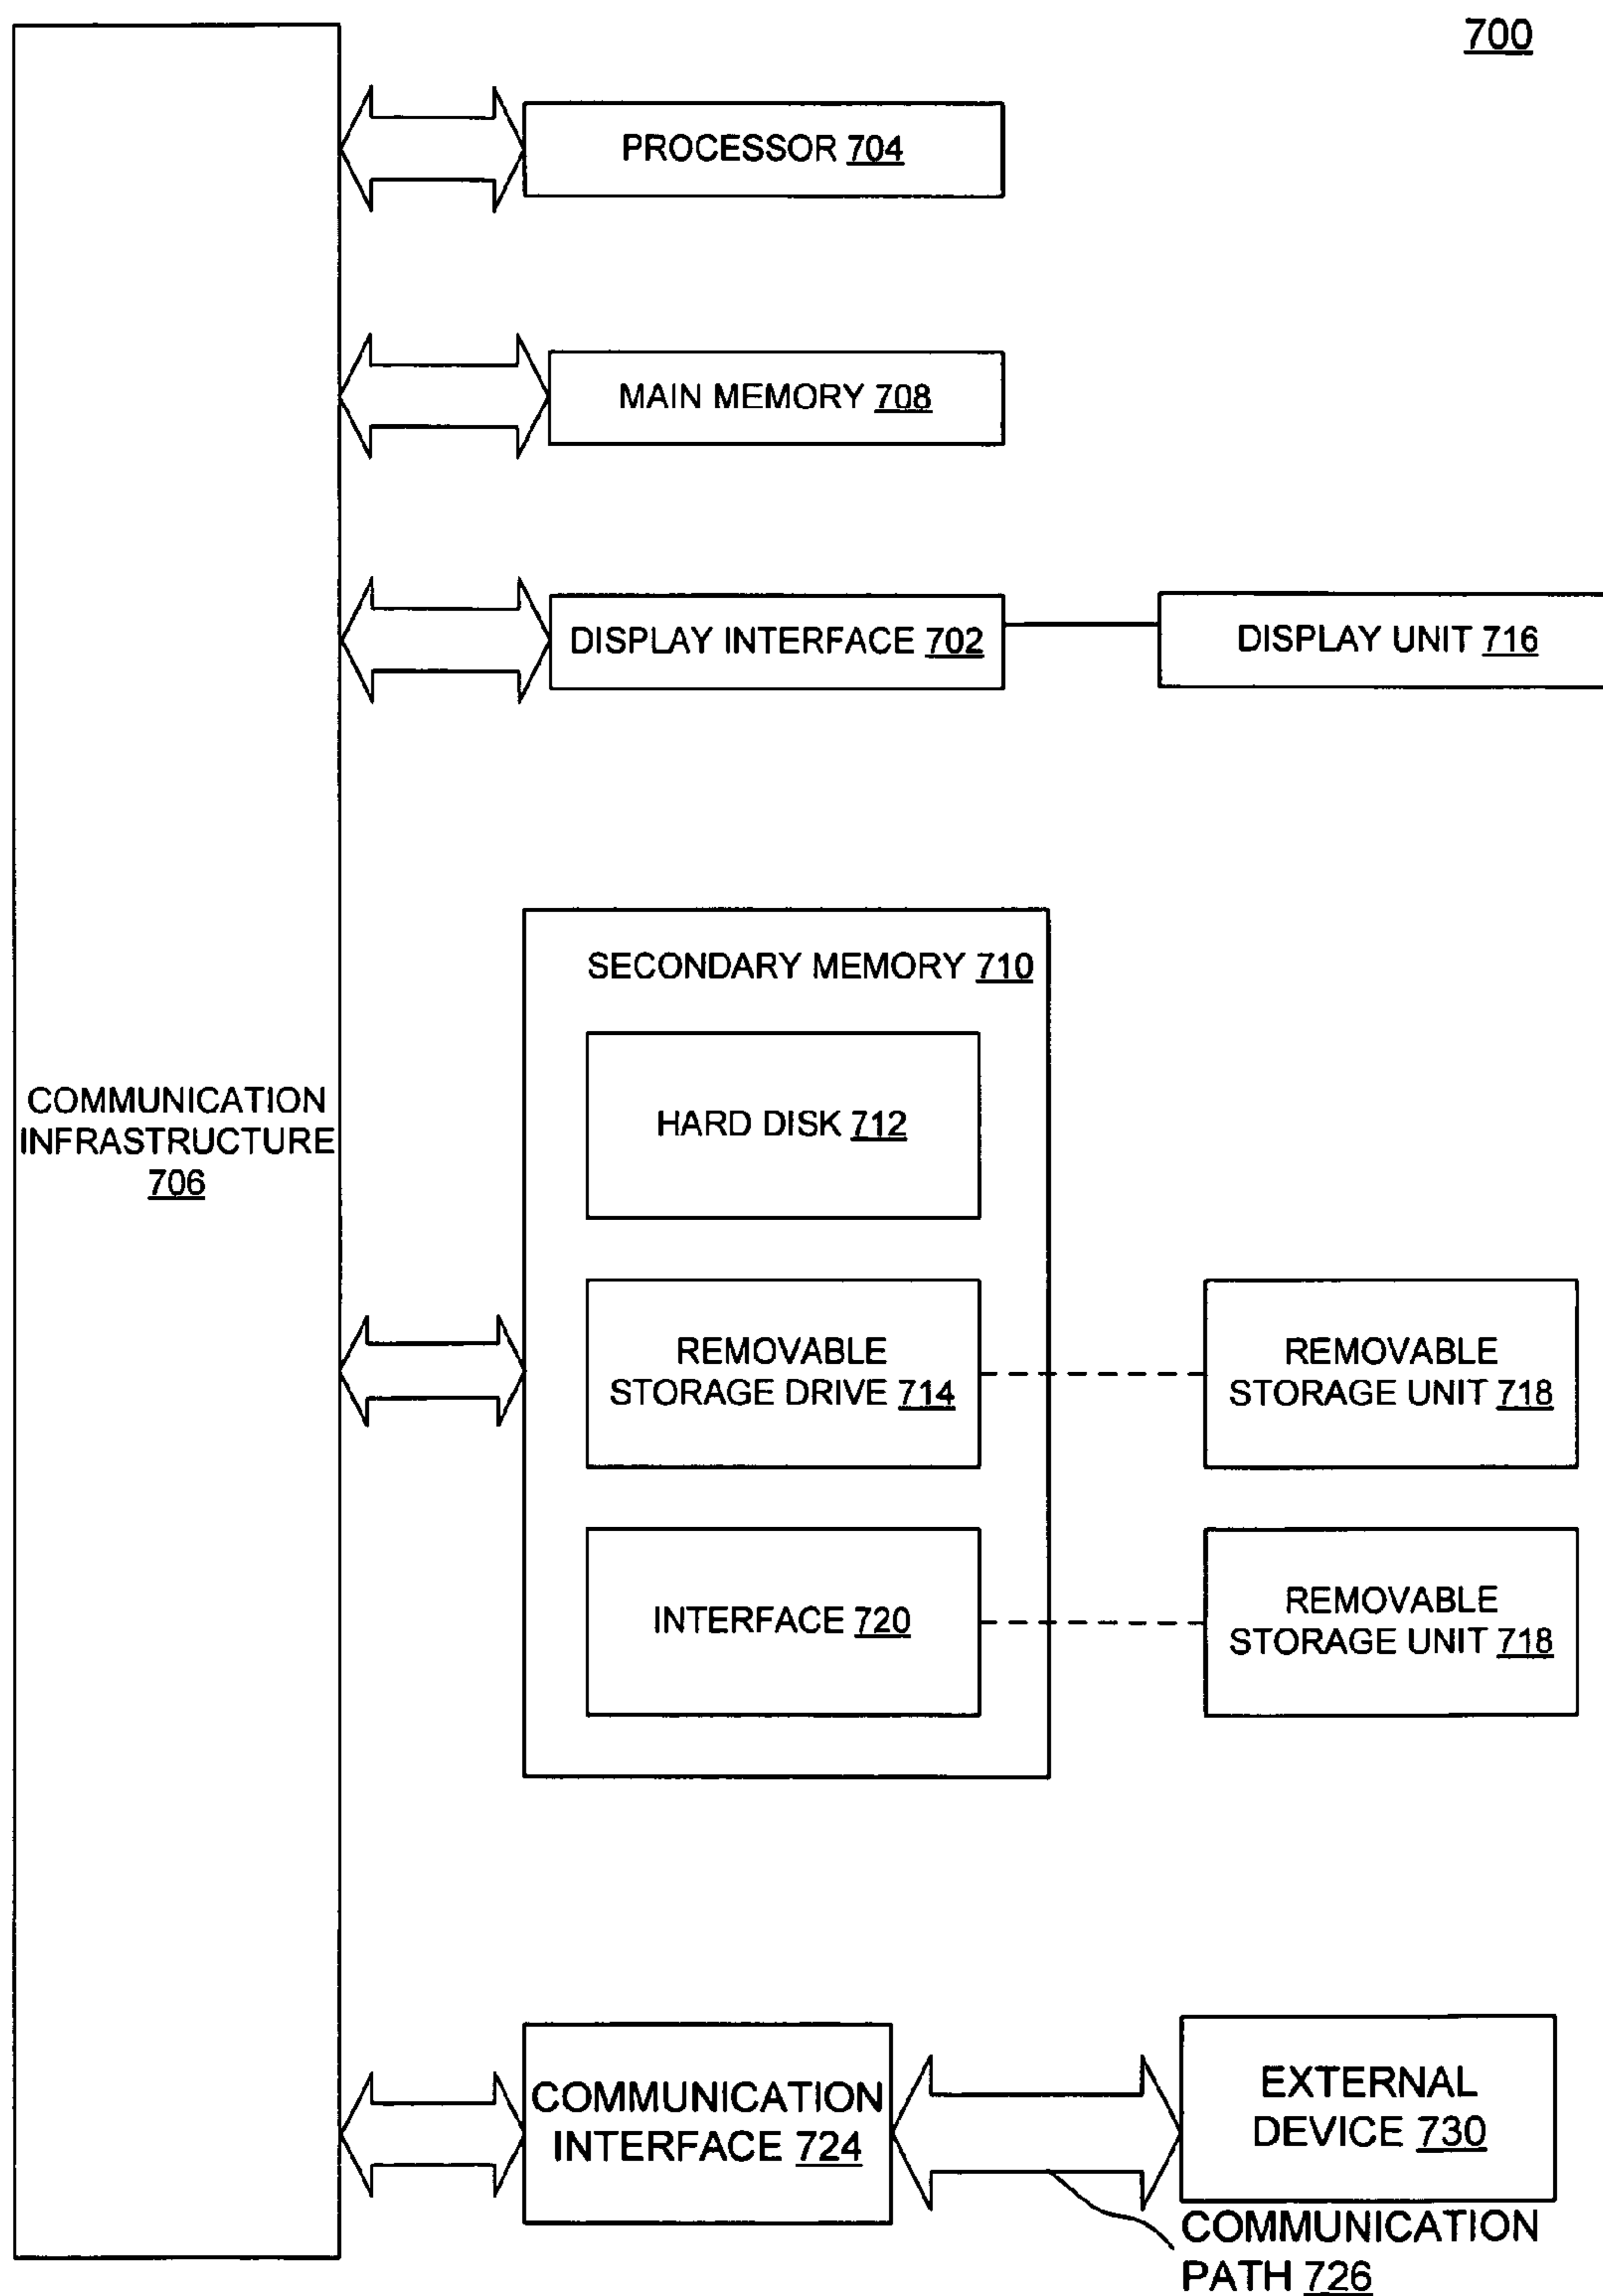 700
PROCESSOR 704
MAIN MEMORY 708
DISPLAY INTERFACE 702
DISPLAY UNIT 716
SECONDARY MEMORY 710
HARD DISK 712
COMMUNICATION
INFRASTRUCTURE
706
REMOVABLE
STORAGE DRIVE 714
REMOVABLE
STORAGE UNIT 718
INTERFACE 720
REMOVABLE
STORAGE UNIT 718
COMMUNICATION
INTERFACE 724
EXTERNAL
DEVICE 730
COMMUNICATION
PATH 726